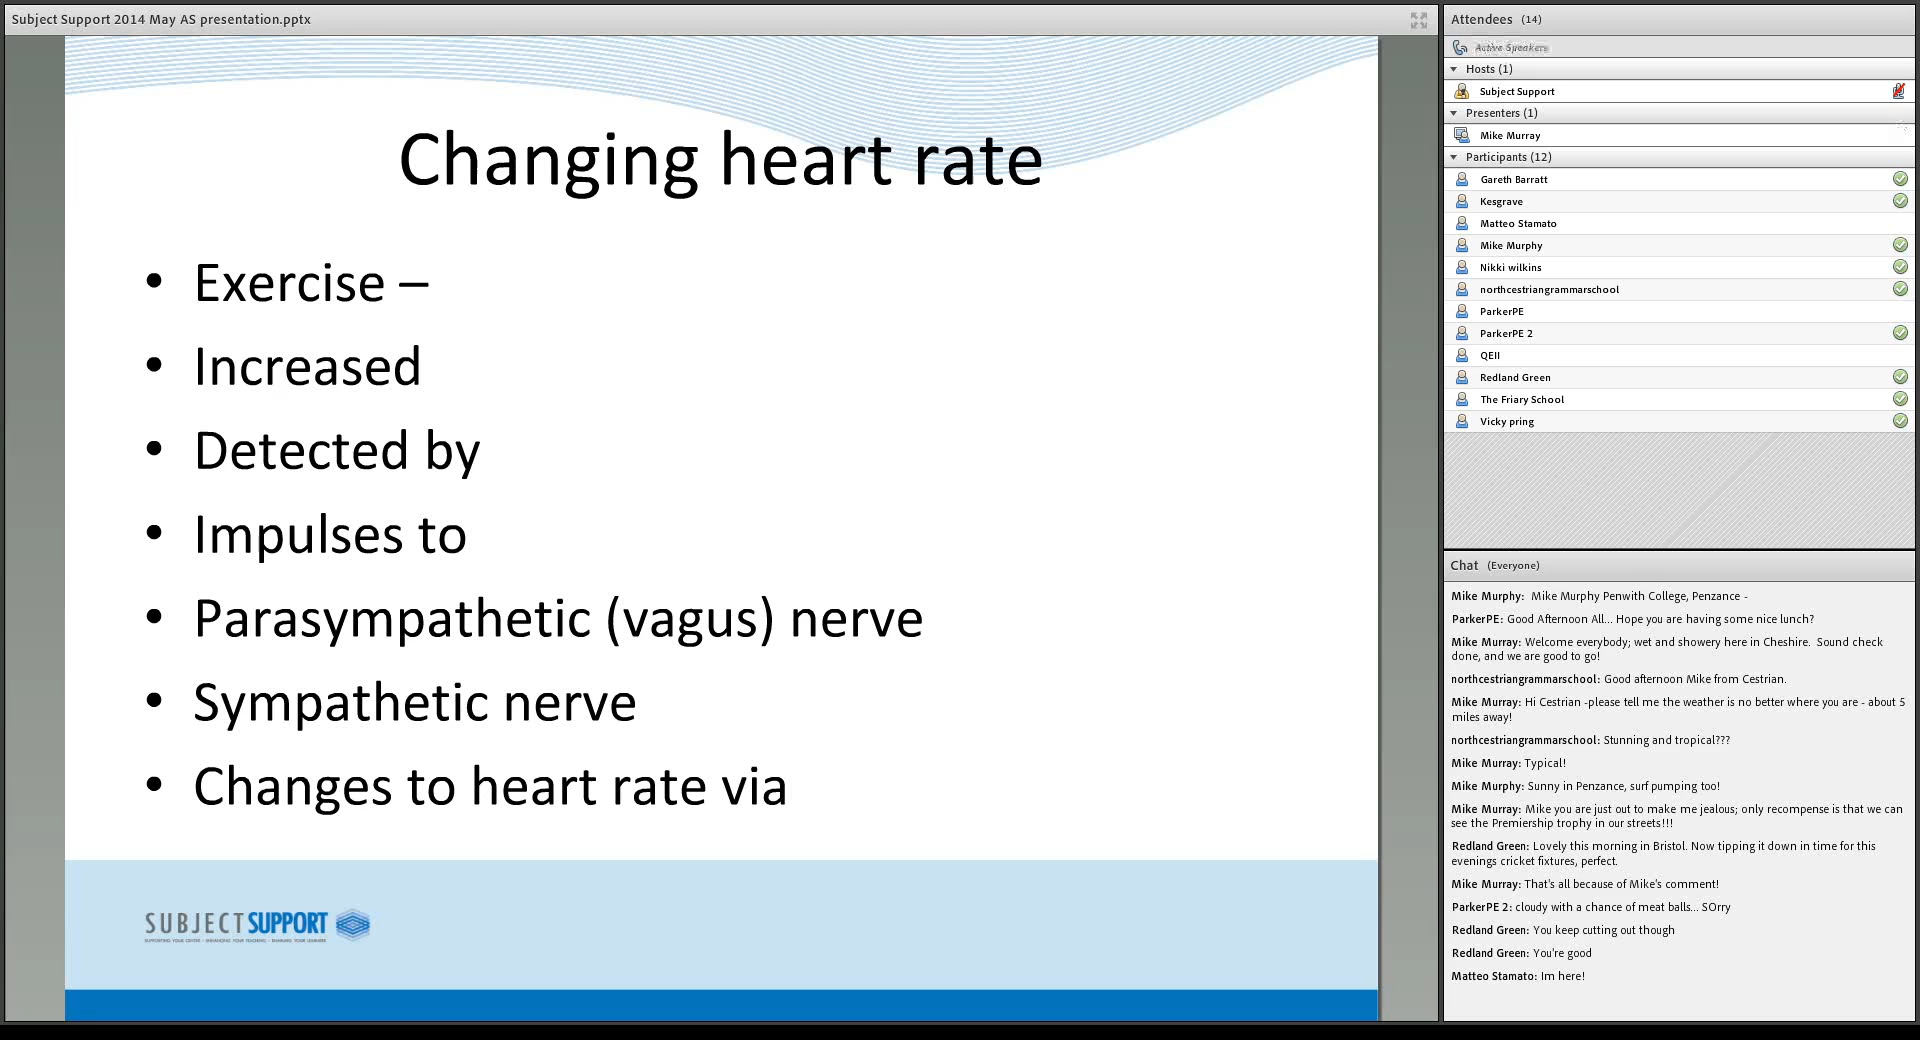 Subject Support 2014 May AS presentation.pptx
Changing heart rate
• Exercise –
• Increased
• Detected by
• Impulses to
• Parasympathetic (vagus) nerve
• Sympathetic nerve
• Changes to heart rate via
SUBJECTSUPPORT
SUPPORTING YOUR CENTRE - ENHANCING YOUR TEACHING - ENABLING YOUR LEARNERS
Attendees (14)
Active Speakers
Hosts (1)
Subject Support
Presenters (1)
Mike Murray
Participants (12)
Gareth Barratt
Kesgrave
Matteo Stamato
Mike Murphy
Nikki wilkins
northcestriangrammarschool
ParkerPE
ParkerPE 2
QEII
Redland Green
The Friary School
Vicky pring
Chat (Everyone)
Mike Murphy: Mike Murphy Penwith College, Penzance -
ParkerPE: Good Afternoon All... Hope you are having some nice lunch?
Mike Murray: Welcome everybody; wet and showery here in Cheshire. Sound check
done, and we are good to go!
northcestriangrammarschool: Good afternoon Mike from Cestrian.
Mike Murray: Hi Cestrian -please tell me the weather is no better where you are - about 5
miles away!
northcestriangrammarschool: Stunning and tropical???
Mike Murray: Typical!
Mike Murphy: Sunny in Penzance, surf pumping too!
Mike Murray: Mike you are just out to make me jealous; only recompense is that we can
see the Premiership trophy in our streets!!!
Redland Green: Lovely this morning in Bristol. Now tipping it down in time for this
evenings cricket fixtures, perfect.
Mike Murray: That's all because of Mike's comment!
ParkerPE 2: cloudy with a chance of meat balls... SOrry
Redland Green: You keep cutting out though
Redland Green: You're good
Matteo Stamato: Im here!